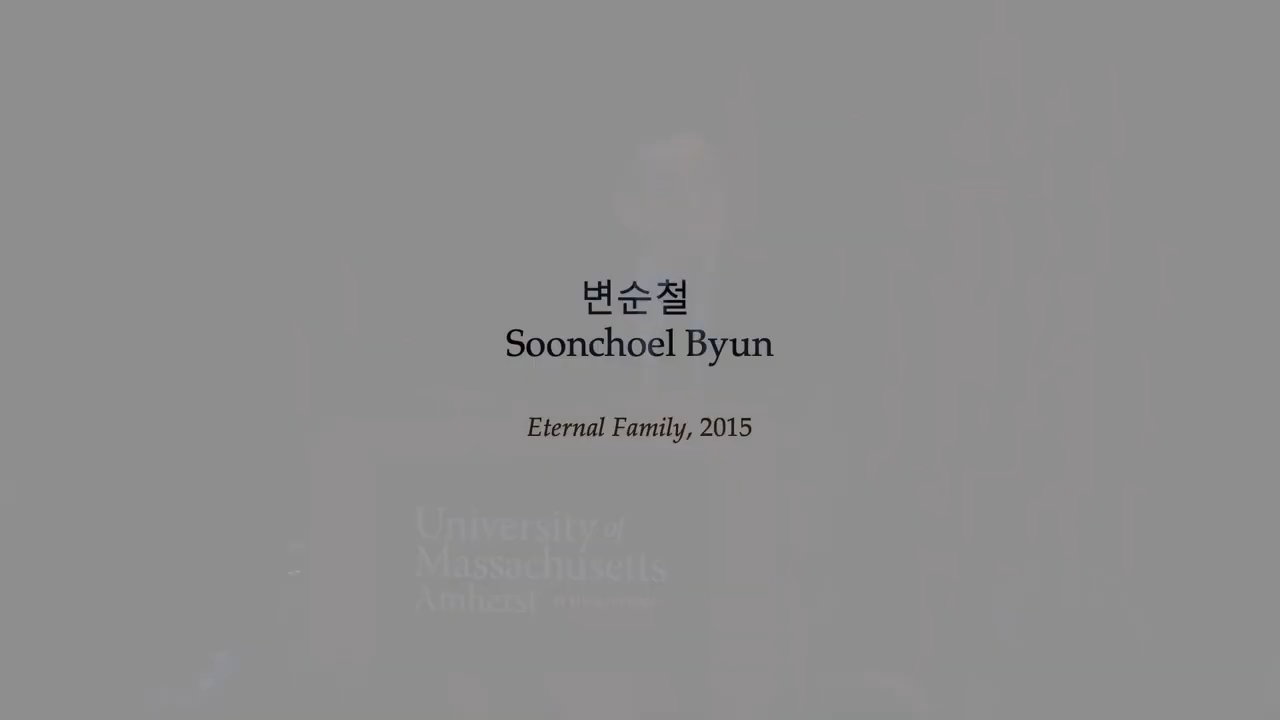 변순철
Soonchoel Byun
Eternal Family, 2015
University of
Massachusetts
Amherst